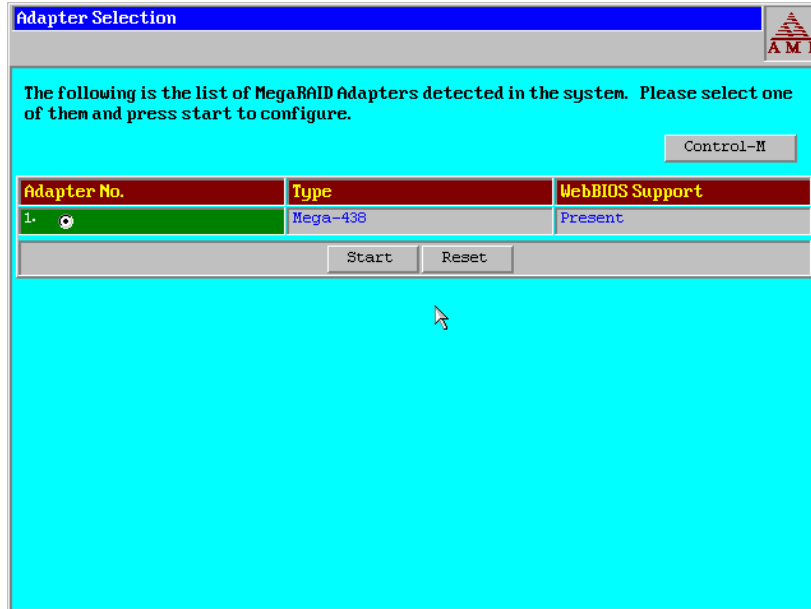 Adapter Selection
A M I
The following is the list of MegaRAID Adapters detected in the system. Please select one
of them and press start to configure.
Control-M
Adapter No. Type WebBIOS Support
1. Mega-438 Present
Start Reset